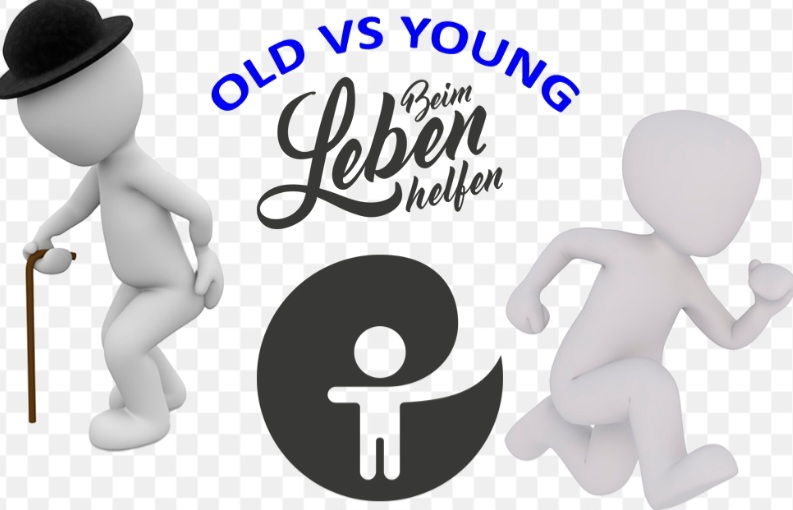 OLD VS YOUNG
Beim
Leben
helfen